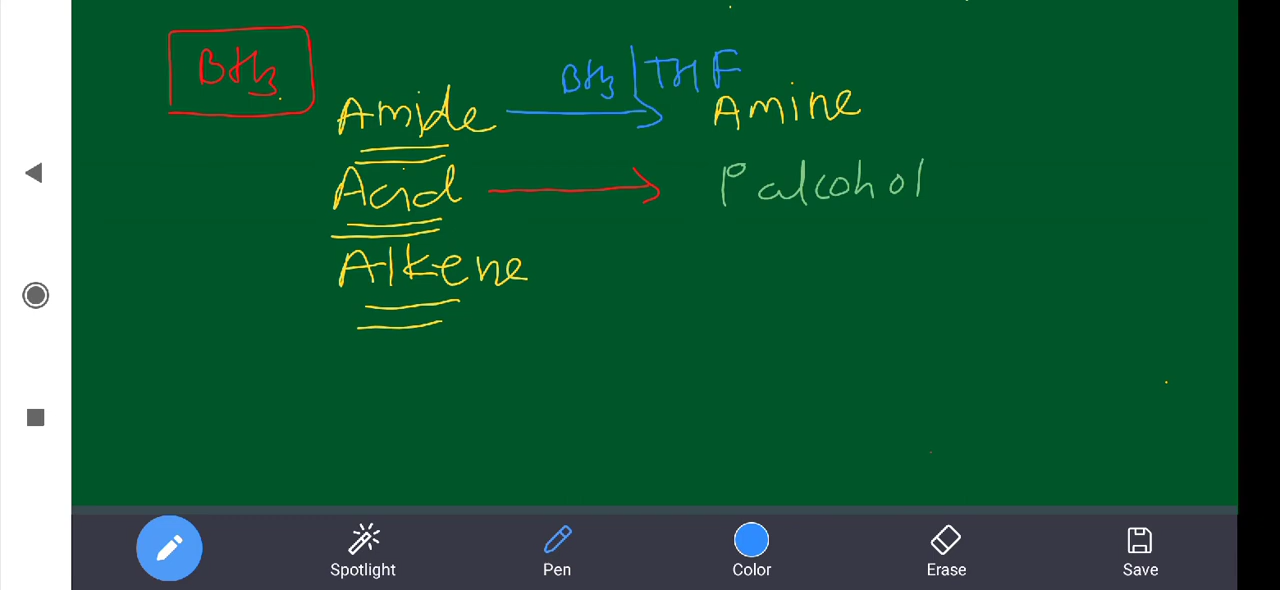 BH3
BH3/THF
Amide → Amine
Acid → P alcohol
Alkene
Spotlight
Pen
Color
Erase
Save